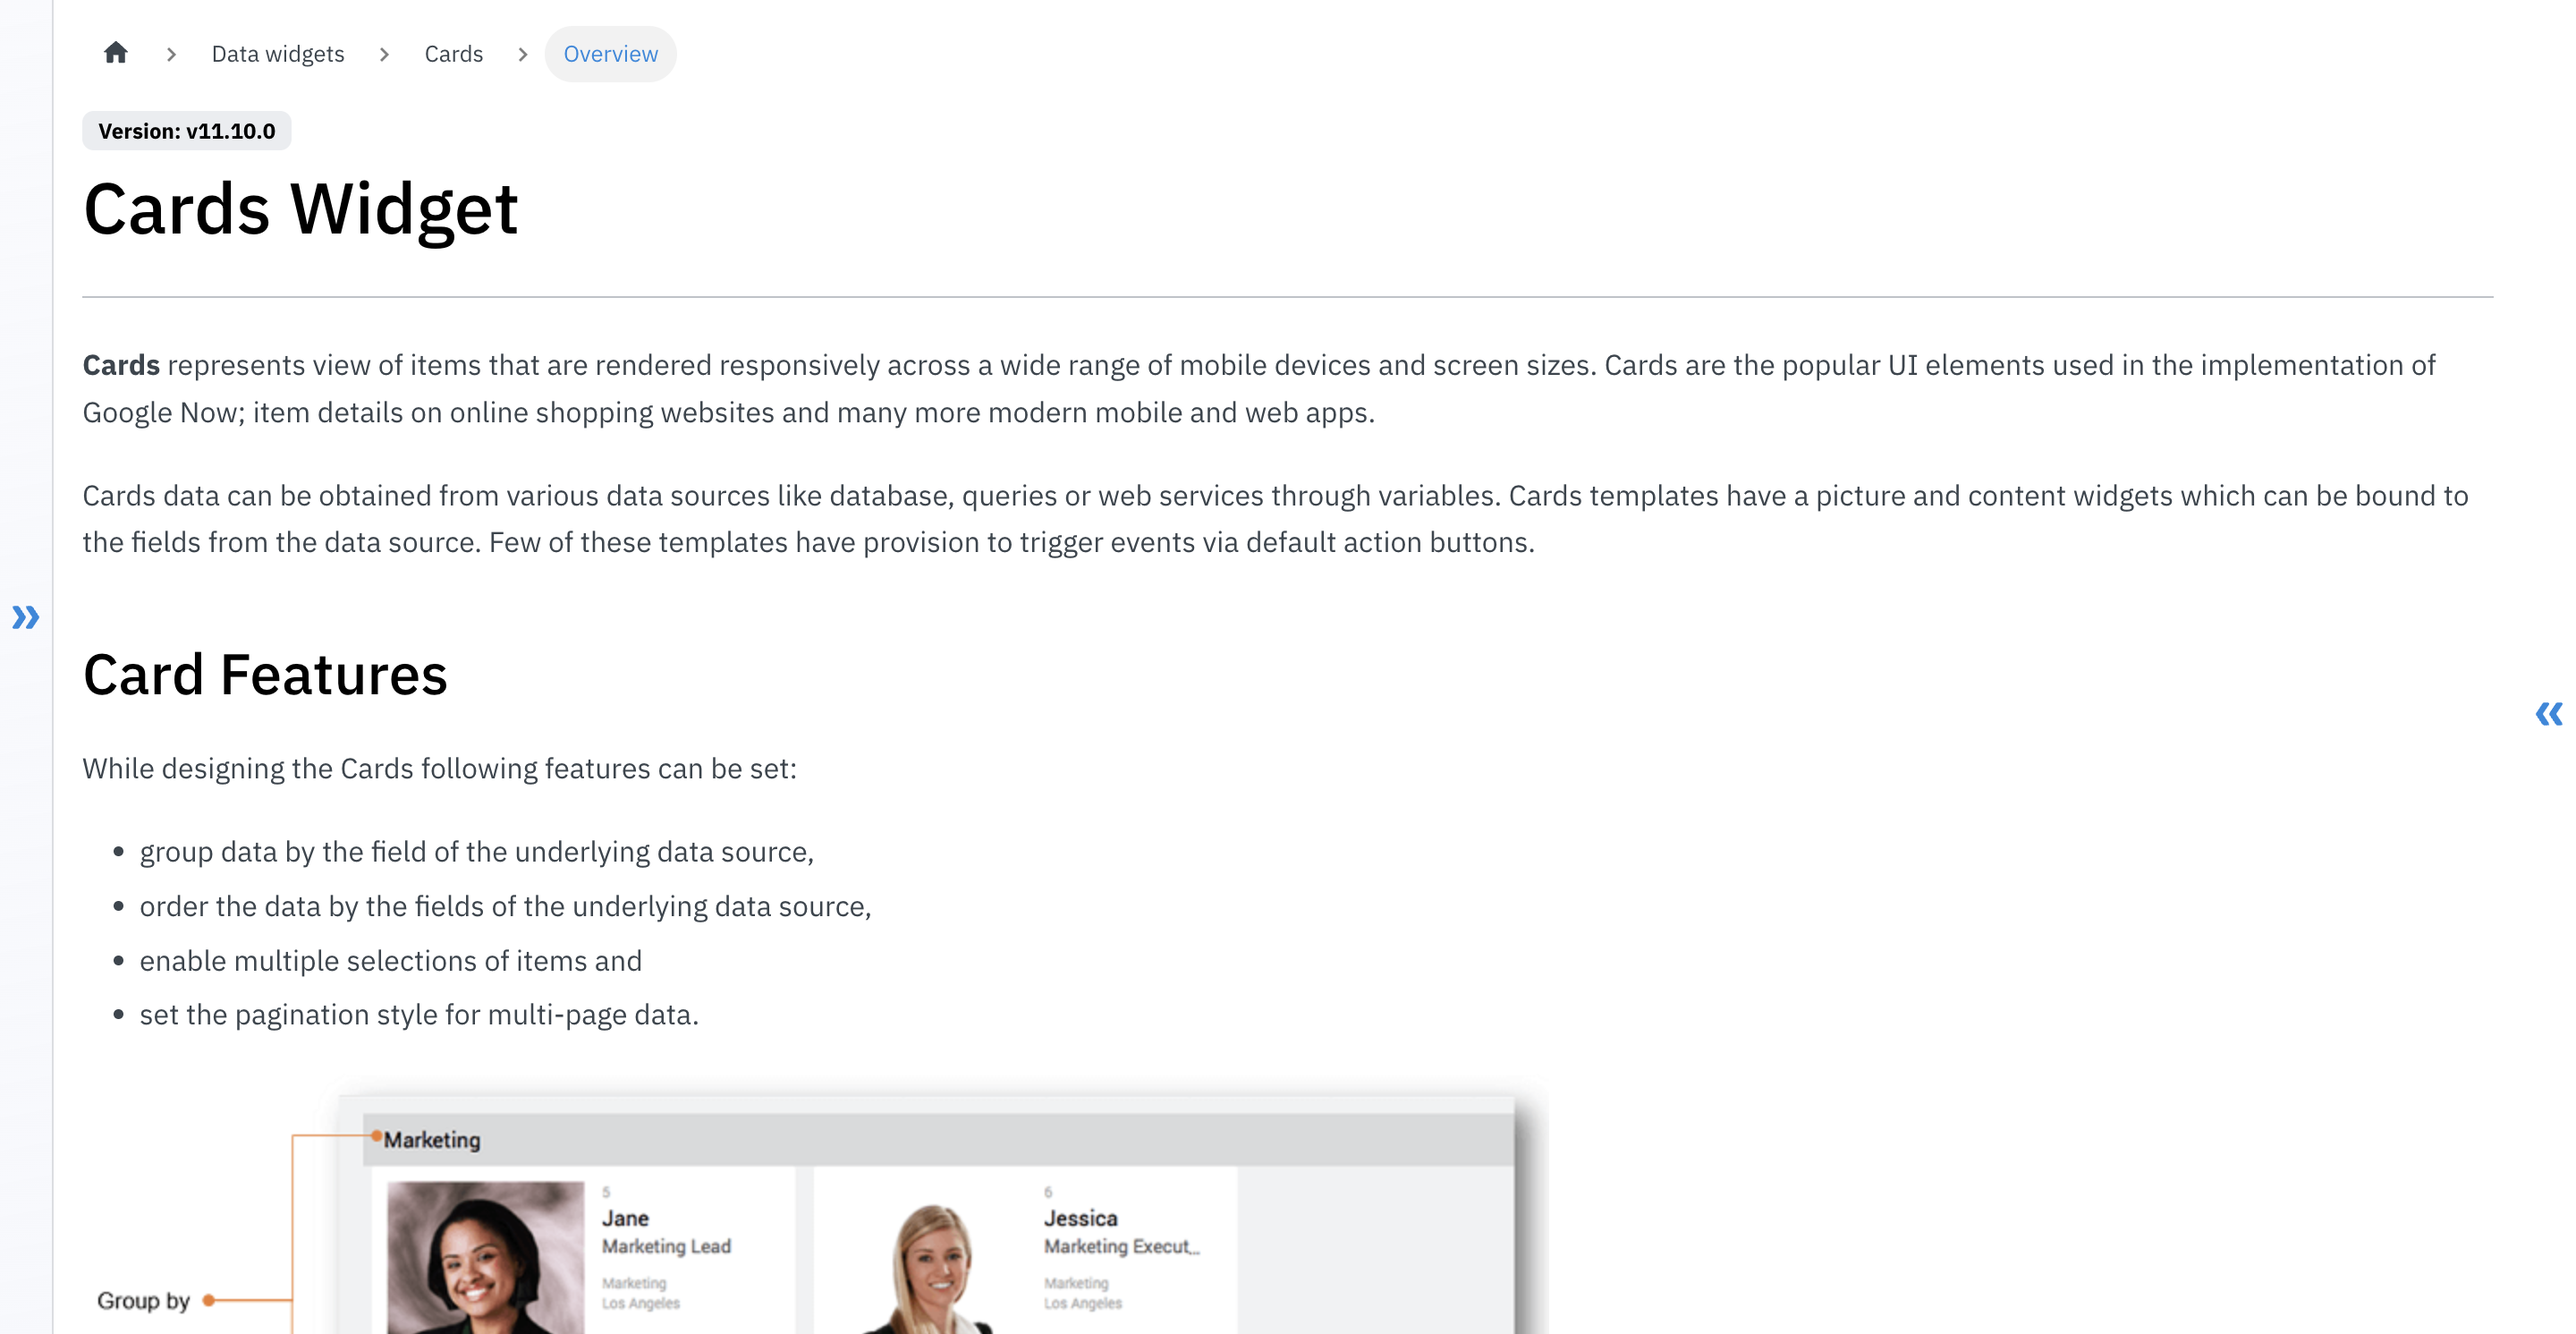 Data widgets Cards Overview
Version: v11.10.0
Cards Widget
Cards represents view of items that are rendered responsively across a wide range of mobile devices and screen sizes. Cards are the popular UI elements used in the implementation of
Google Now; item details on online shopping websites and many more modern mobile and web apps.
Cards data can be obtained from various data sources like database, queries or web services through variables. Cards templates have a picture and content widgets which can be bound to
the fields from the data source. Few of these templates have provision to trigger events via default action buttons.
Card Features
While designing the Cards following features can be set:
• group data by the field of the underlying data source,
• order the data by the fields of the underlying data source,
• enable multiple selections of items and
• set the pagination style for multi-page data.
Marketing
5
Jane
Marketing Lead
Marketing
Los Angeles
6
Jessica
Marketing Execut...
Marketing
Los Angeles
Group by